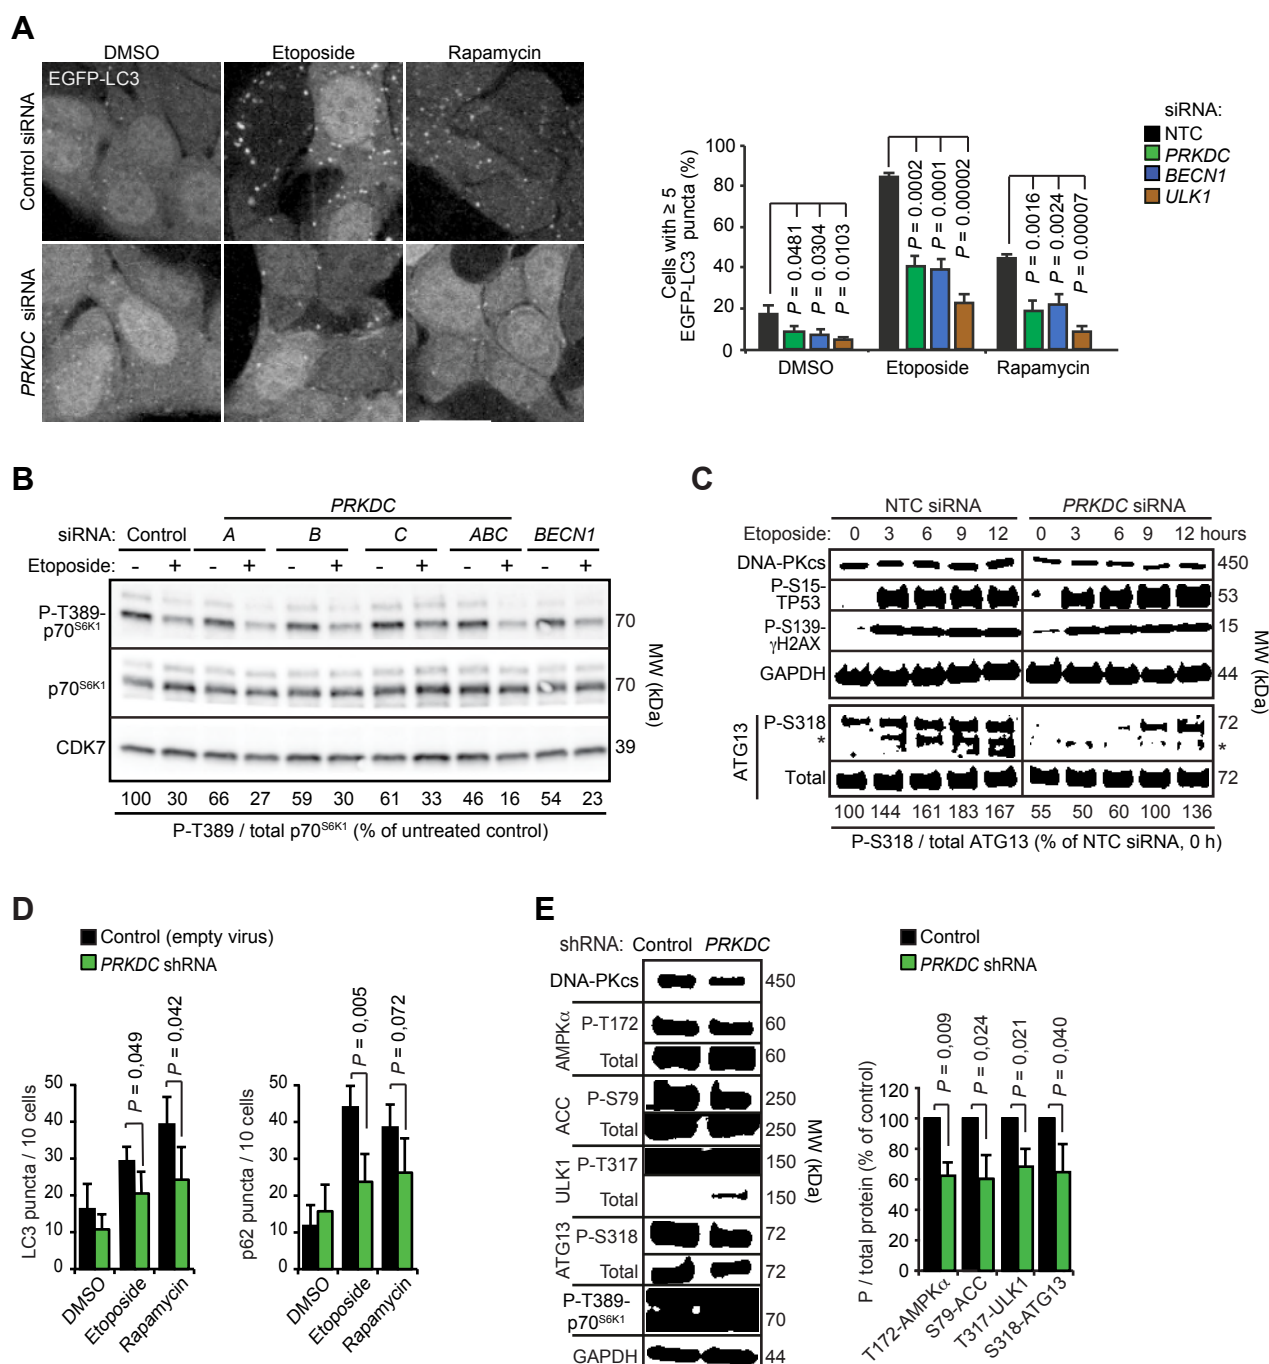 A
DMSO Etoposide Rapamycin
EGFP-LC3
Control siRNA
PRKDC siRNA
siRNA:
NTC
PRKDC
BECN1
ULK1
Cells with ≥ 5
EGFP-LC3 puncta (%)
100
80
60
40
20
0
P = 0.0481
P = 0.0304
P = 0.0103
P = 0.0002
P = 0.0001
P = 0.00002
P = 0.0016
P = 0.0024
P = 0.00007
DMSO Etoposide Rapamycin
B
PRKDC
siRNA: Control A B C ABC BECN1
Etoposide: - + - + - + - + - + - +
P-T389-
p70S6K1
70
p70S6K1
70
CDK7
39
MW (kDa)
100 30 66 27 59 30 61 33 46 16 54 23
P-T389 / total p70S6K1 (% of untreated control)
C
NTC siRNA PRKDC siRNA
Etoposide: 0 3 6 9 12 0 3 6 9 12 hours
DNA-PKcs 450
P-S15-
TP53 53
P-S139-
γH2AX 15
GAPDH 44
MW (kDa)
ATG13
P-S318 72
* *
Total 72
100 144 161 183 167 55 50 60 100 136
P-S318 / total ATG13 (% of NTC siRNA, 0 h)
D
Control (empty virus)
PRKDC shRNA
LC3 puncta / 10 cells
50
40
30
20
10
0
P = 0,049
P = 0,042
DMSO
Etoposide
Rapamycin
p62 puncta / 10 cells
50
40
30
20
10
0
P = 0,005
P = 0,072
DMSO
Etoposide
Rapamycin
E
shRNA: Control PRKDC
DNA-PKcs 450
AMPKα
P-T172 60
Total 60
ACC
P-S79 250
Total 250
ULK1
P-T317 150
Total 150
ATG13
P-S318 72
Total 72
P-T389-
p70S6K1 70
GAPDH 44
MW (kDa)
Control
PRKDC shRNA
P / total protein (% of control)
120
100
80
60
40
20
0
P = 0,009
P = 0,024
P = 0,021
P = 0,040
T172-AMPKα
S79-ACC
T317-ULK1
S318-ATG13